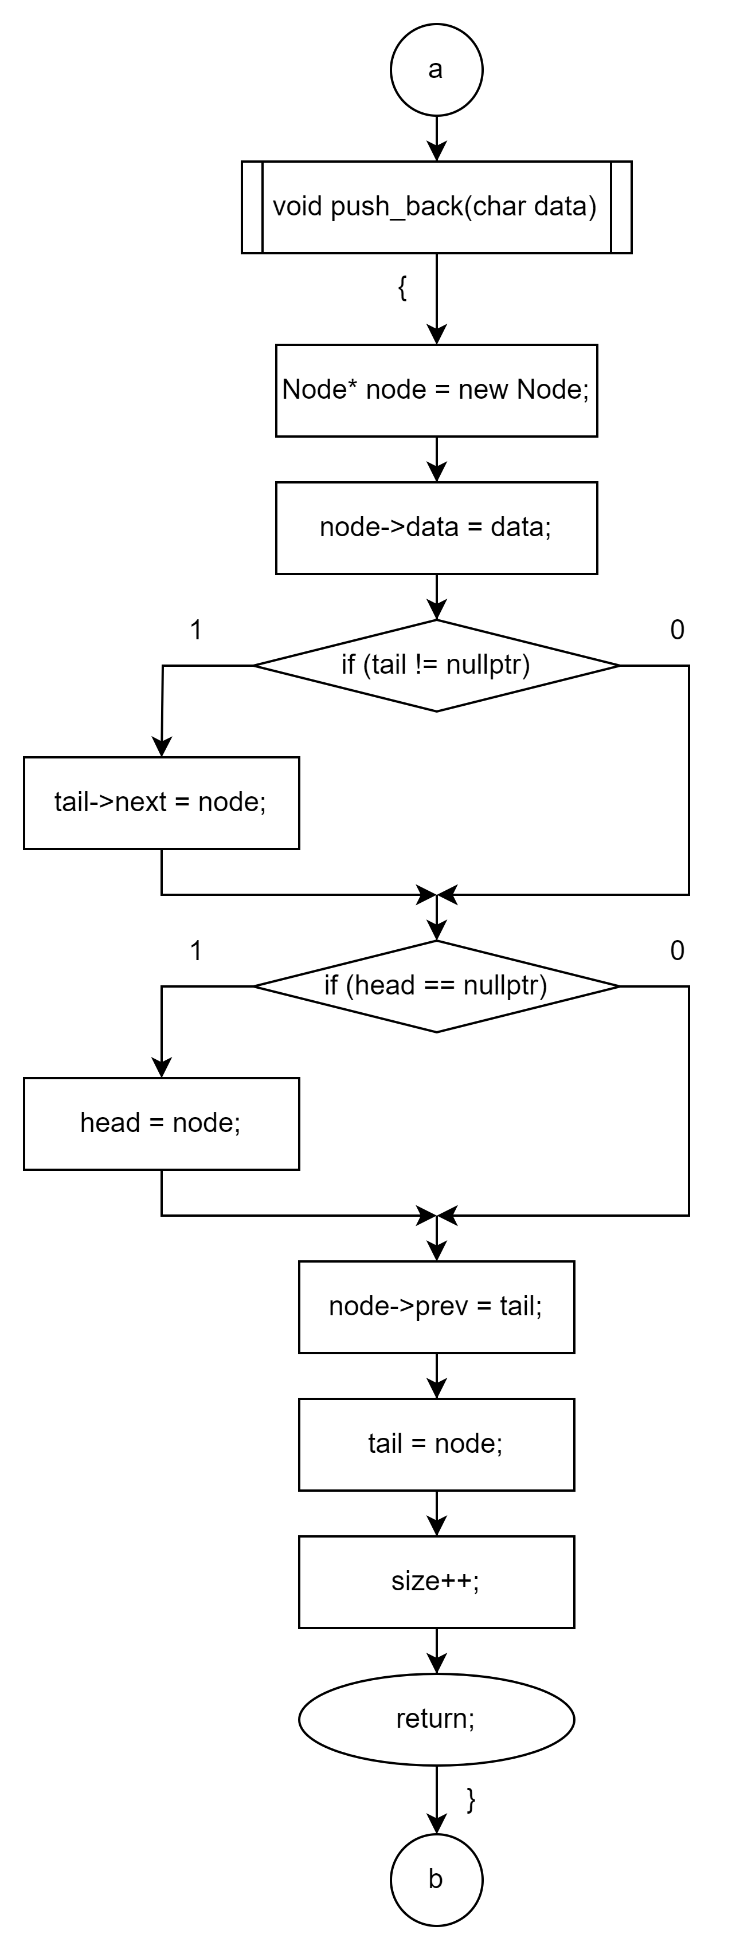 a
void push_back(char data)
{
Node* node = new Node;
node->data = data;
1
0
if (tail != nullptr)
tail->next = node;
1
0
if (head == nullptr)
head = node;
node->prev = tail;
tail = node;
size++;
return;
}
b